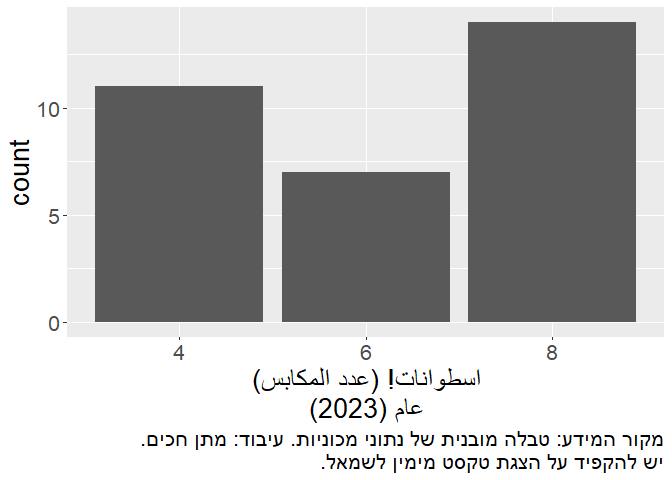 10
5
0
count
4 6 8
اسطوانات! (عدد المكابس)
عام (2023)
מקור המידע: טבלה מובנית של נתוני מכוניות. עיבוד: מתן חכים.
יש להקפיד על הצגת טקסט מימין לשמאל.